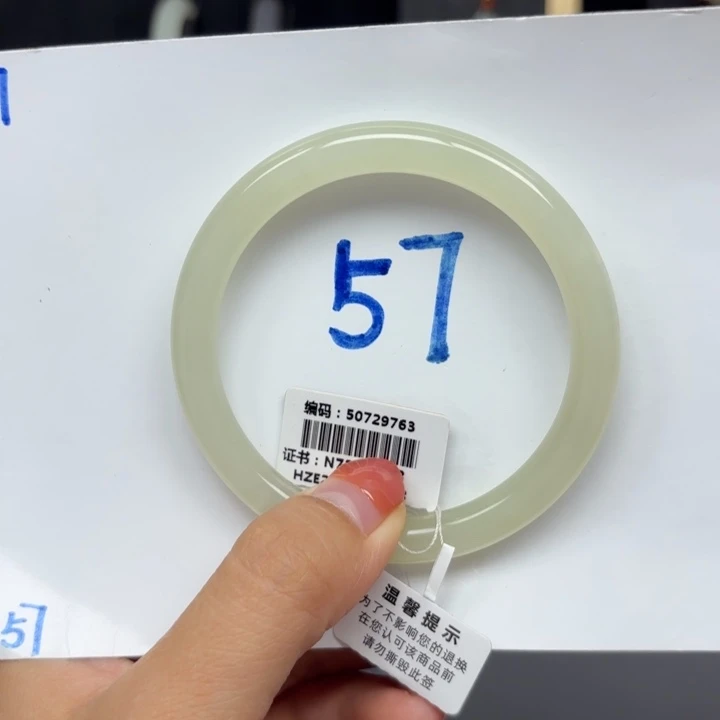 57
编码：50729763
证书：N7
HZE
温馨提示
为了不影响您的退换
在您认可该商品前
请勿撕毁此签
57